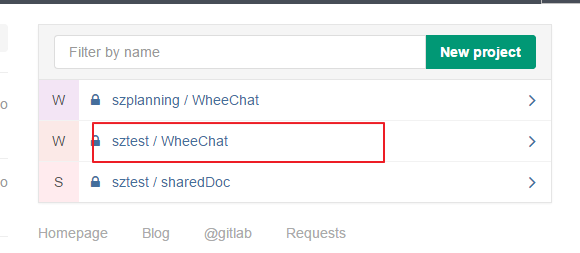 Filter by name New project
W szplanning / WheeChat
o W sztest / WheeChat
o S sztest / sharedDoc
Homepage Blog @gitlab Requests